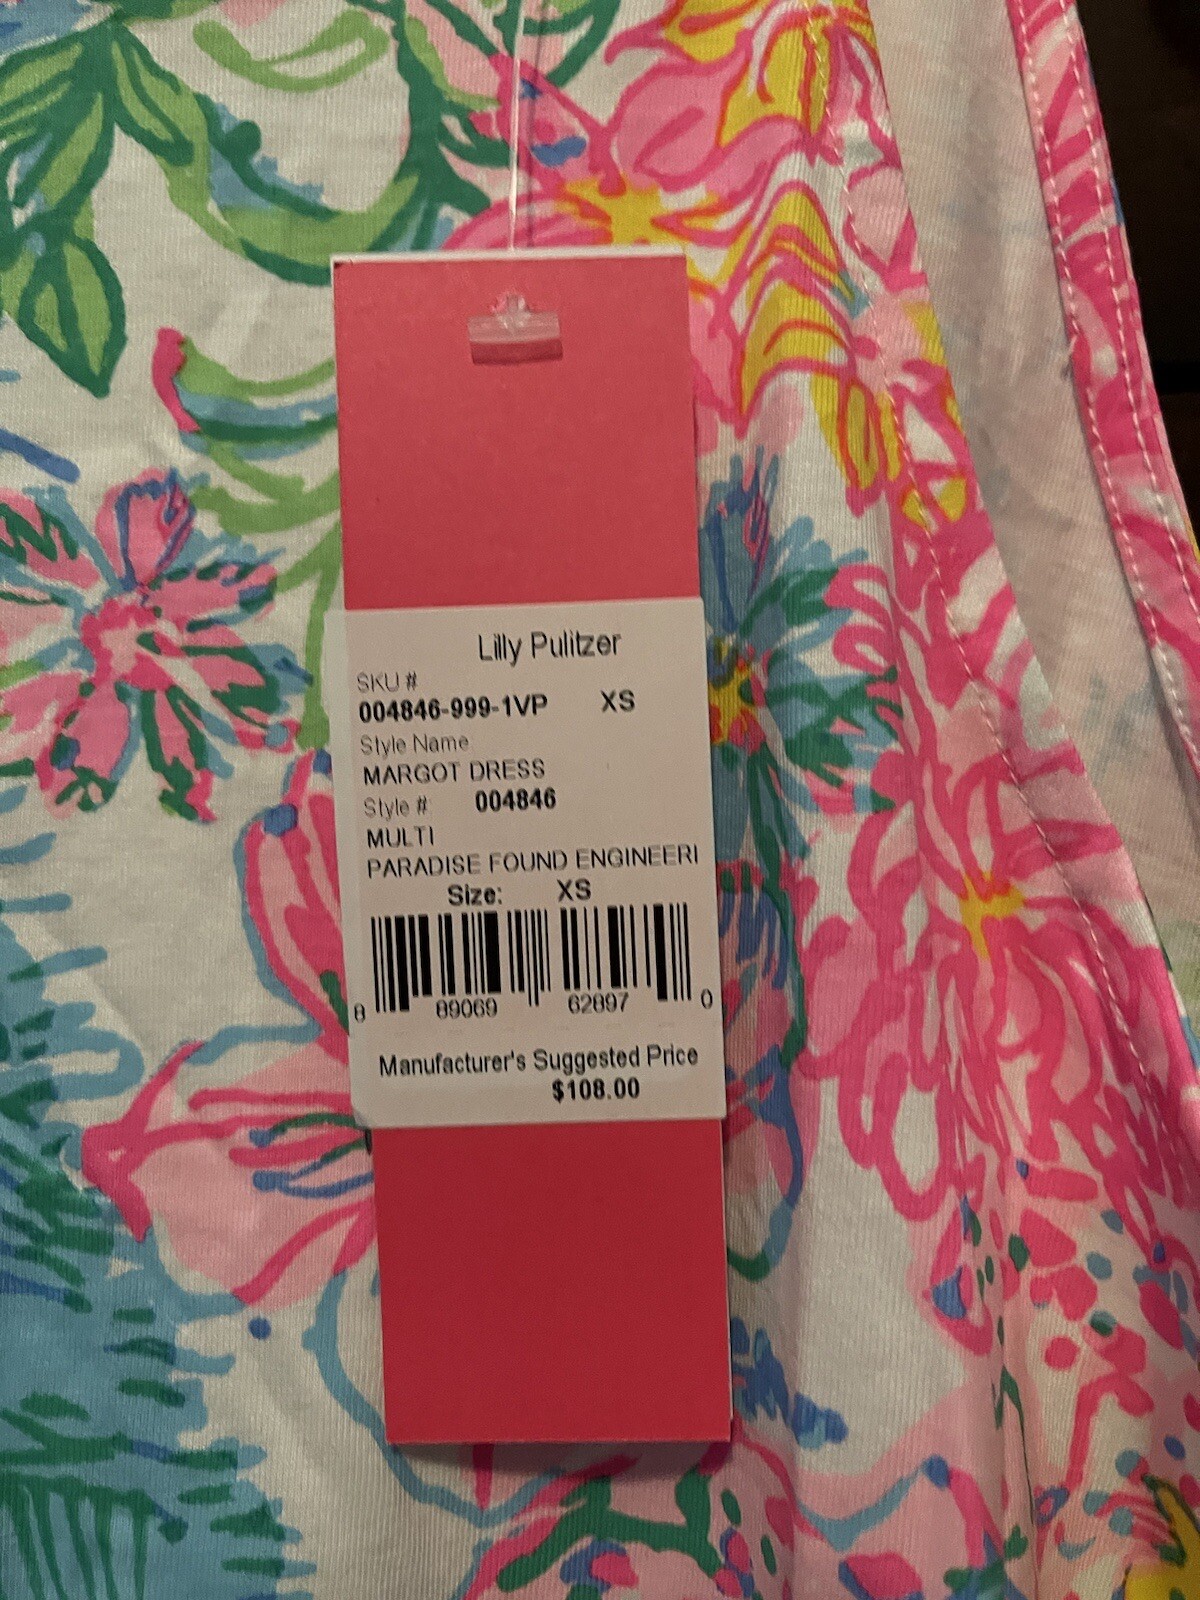 Lilly Pulitzer
SKU #
004846-999-1VP XS
Style Name
MARGOT DRESS
Style # 004846
MULTI
PARADISE FOUND ENGINEERI
Size: XS
8 89069 62897 0
Manufacturer's Suggested Price
$108.00